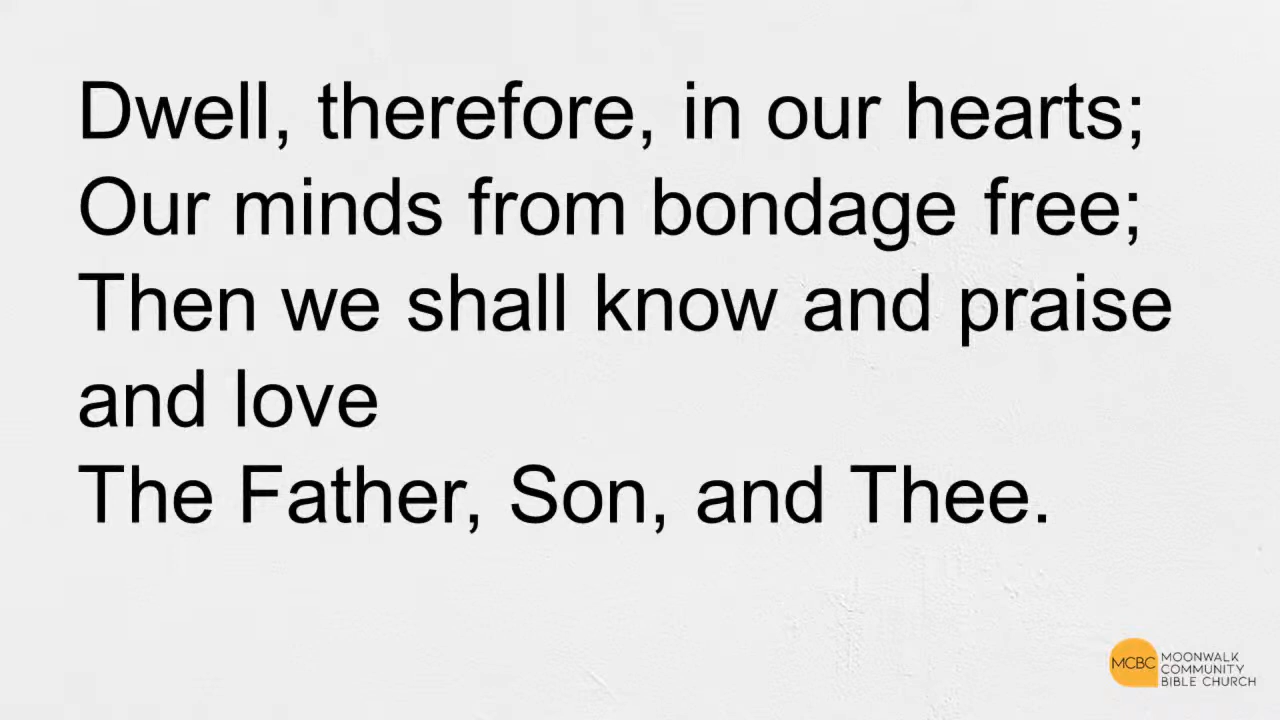 Dwell, therefore, in our hearts;
Our minds from bondage free;
Then we shall know and praise
and love
The Father, Son, and Thee.
MCBC
MOONWALK
COMMUNITY
BIBLE CHURCH